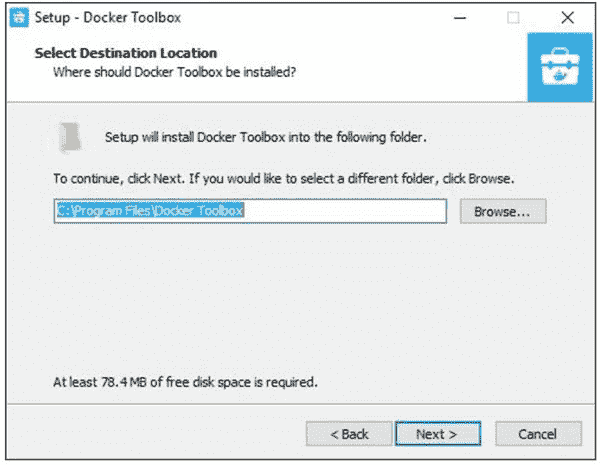 Setup - Docker Toolbox
Select Destination Location
Where should Docker Toolbox be installed?
Setup will install Docker Toolbox into the following folder.
To continue, click Next. If you would like to select a different folder, click Browse.
C:\Program Files\Docker Toolbox
Browse...
At least 78.4 MB of free disk space is required.
< Back
Next >
Cancel